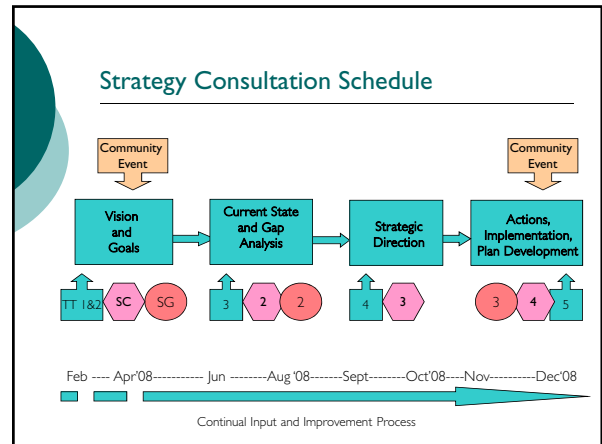 Strategy Consultation Schedule
Community
Event
Community
Event
Vision
and
Goals
Current State
and Gap
Analysis
Strategic
Direction
Actions,
Implementation,
Plan Development
TT 1&2
SC
SG
3
2
2
4
3
3
4
5
Feb ---- Apr'08----------- Jun --------Aug '08-------Sept ------Oct'08----Nov--------Dec'08
Continual Input and Improvement Process